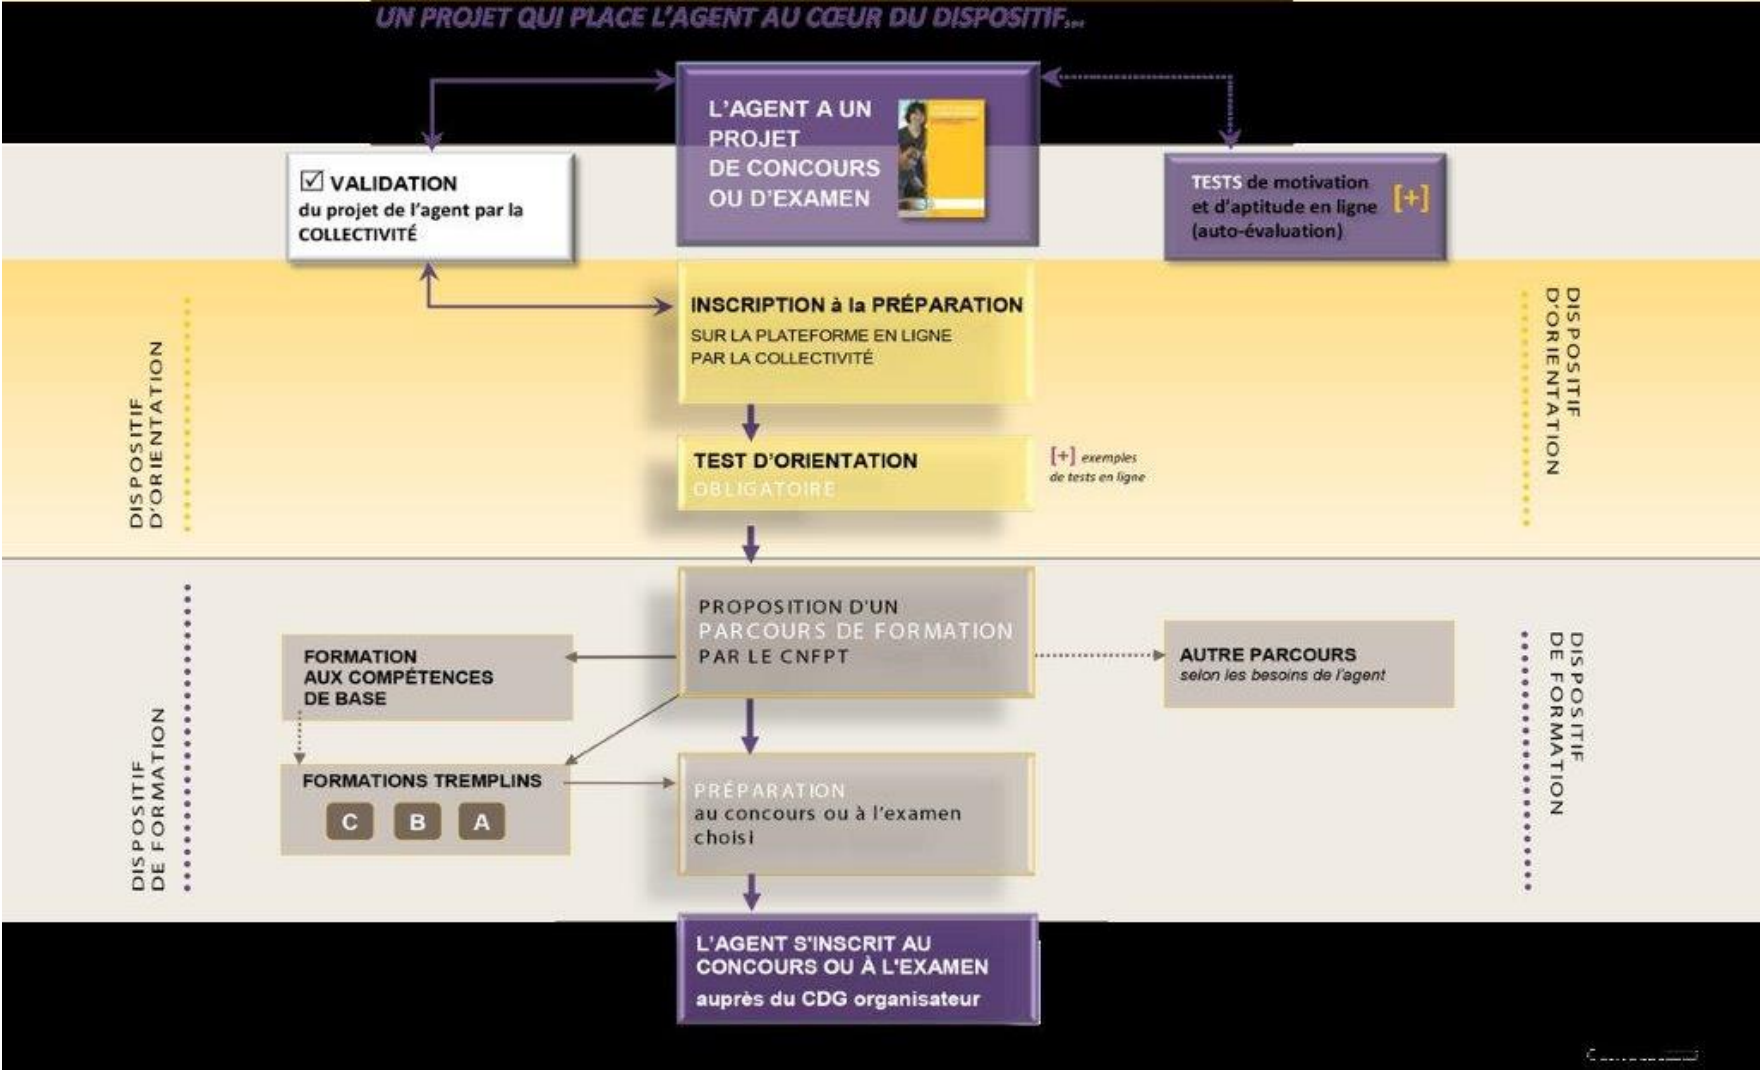 UN PROJET QUI PLACE L'AGENT AU CŒUR DU DISPOSITIF...
L'AGENT A UN
PROJET
DE CONCOURS
OU D'EXAMEN
☑ VALIDATION
du projet de l'agent par la
COLLECTIVITÉ
TESTS de motivation
et d'aptitude en ligne
(auto-évaluation)
[+]
INSCRIPTION à la PRÉPARATION
SUR LA PLATEFORME EN LIGNE
PAR LA COLLECTIVITÉ
DISPOSITIF
D'ORIENTATION
DISPOSITIF
D'ORIENTATION
TEST D'ORIENTATION
OBLIGATOIRE
[+] exemples
de tests en ligne
PROPOSITION D'UN
PARCOURS DE FORMATION
PAR LE CNFPT
FORMATION
AUX COMPÉTENCES
DE BASE
AUTRE PARCOURS
selon les besoins de l'agent
DISPOSITIF
DE FORMATION
DISPOSITIF
DE FORMATION
FORMATIONS TREMPLINS
C B A
PRÉPARATION
au concours ou à l'examen
choisi
L'AGENT S'INSCRIT AU
CONCOURS OU À L'EXAMEN
auprès du CDG organisateur